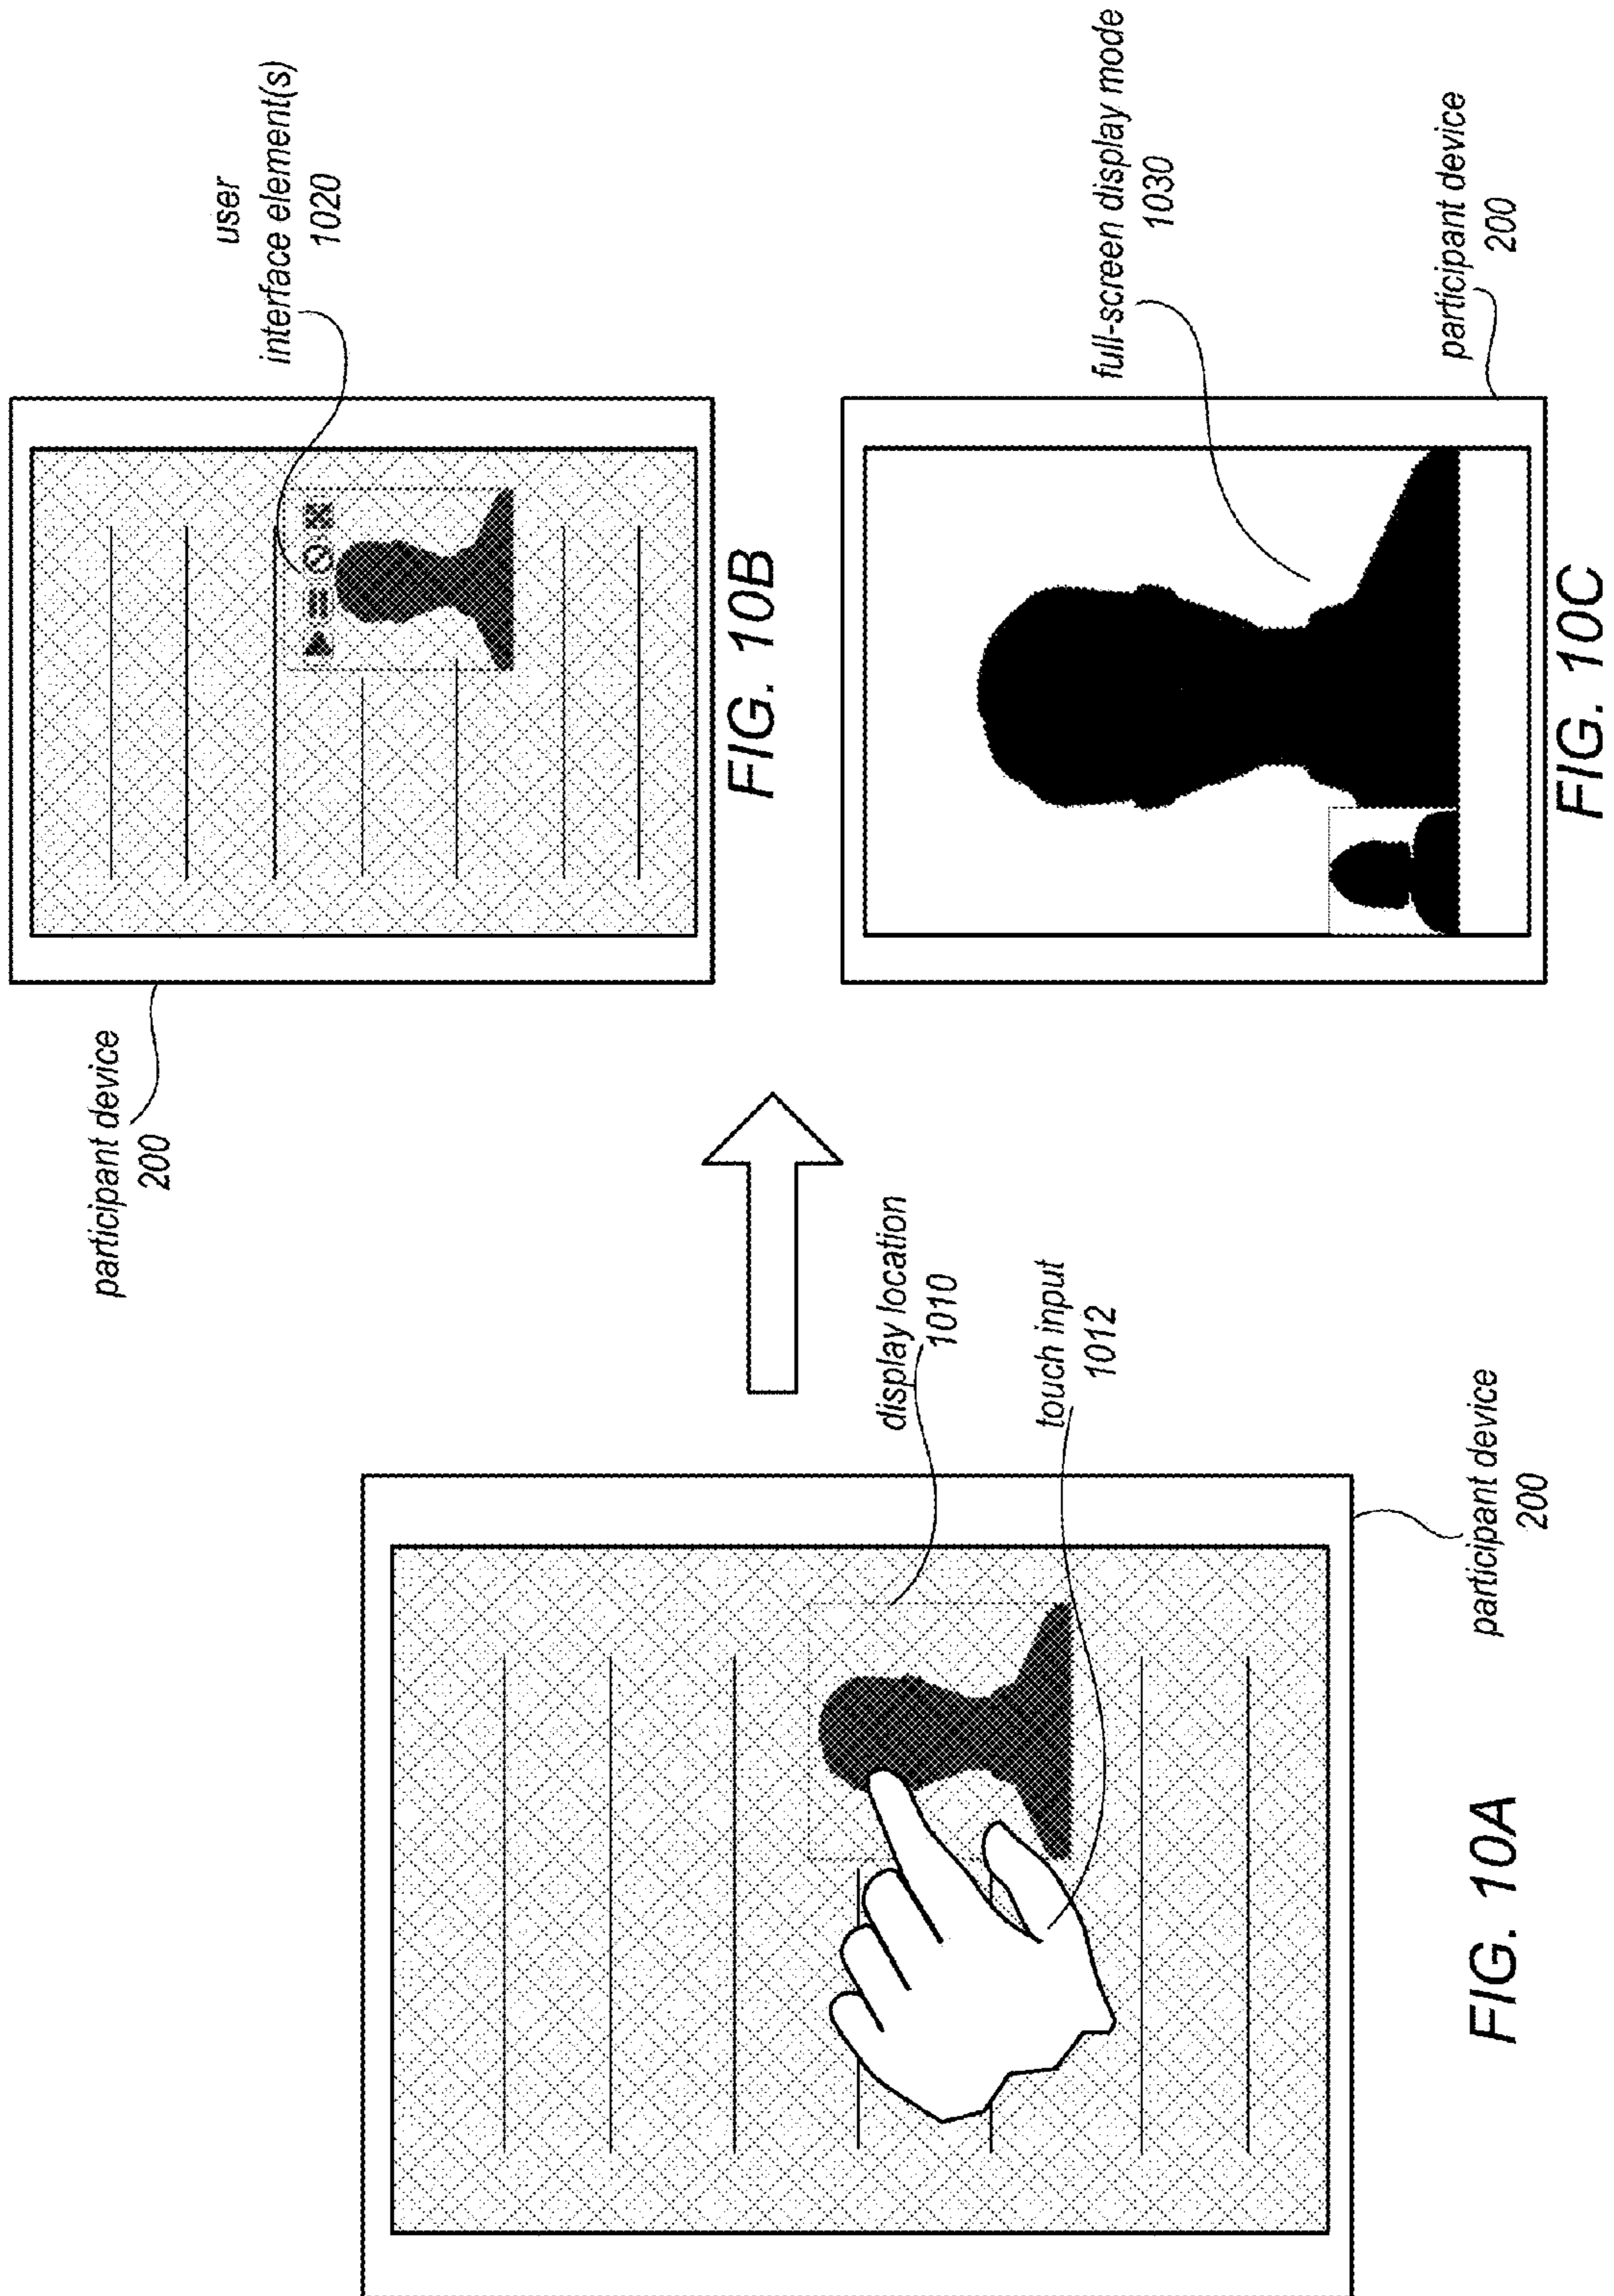 participant device
200
user
interface element(s)
1020
FIG. 10B
display location
1010
touch input
1012
participant device
200
FIG. 10A
full-screen display mode
1030
participant device
200
FIG. 10C